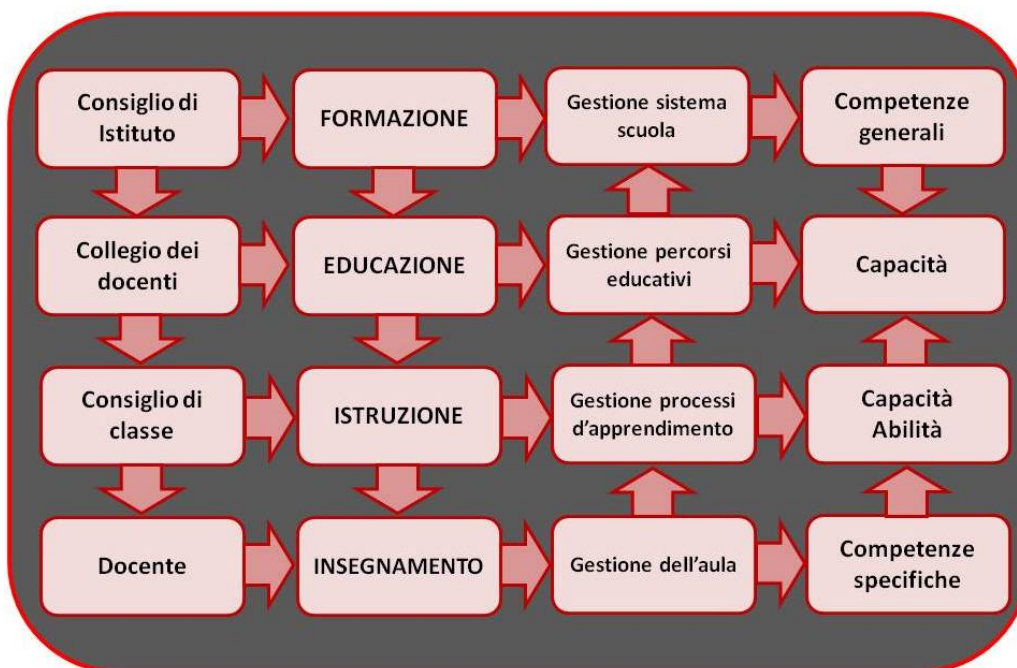 Consiglio di
Istituto
FORMAZIONE
Gestione sistema
scuola
Competenze
generali
Collegio dei
docenti
EDUCAZIONE
Gestione percorsi
educativi
Capacità
Consiglio di
classe
ISTRUZIONE
Gestione processi
d'apprendimento
Capacità
Abilità
Docente
INSEGNAMENTO
Gestione dell'aula
Competenze
specifiche